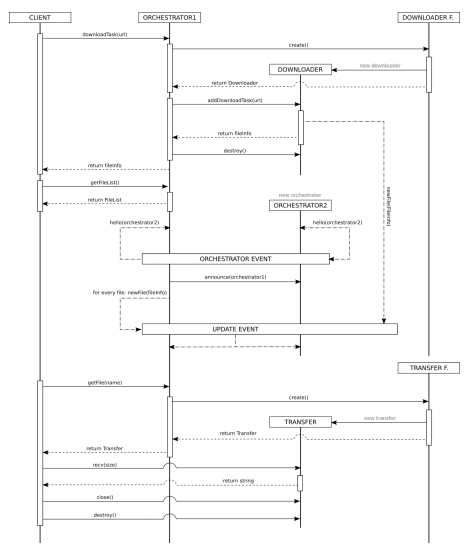 CLIENT
ORCHESTRATOR1
DOWNLOADER F.
downloadTask(url)
create()
new downloader
DOWNLOADER
return Downloader
addDownloadTask(url)
return fileInfo
destroy()
return fileInfo
getFileList()
return FileList
new orchestrator
ORCHESTRATOR2
newFile(fileinfo)
hello(orchestrator2)
hello(orchestrator2)
ORCHESTRATOR EVENT
announce(orchestrator1)
for every file: newFile(fileInfo)
UPDATE EVENT
TRANSFER F.
getFile(name)
create()
new transfer
TRANSFER
return Transfer
return Transfer
recv(size)
return string
close()
destroy()